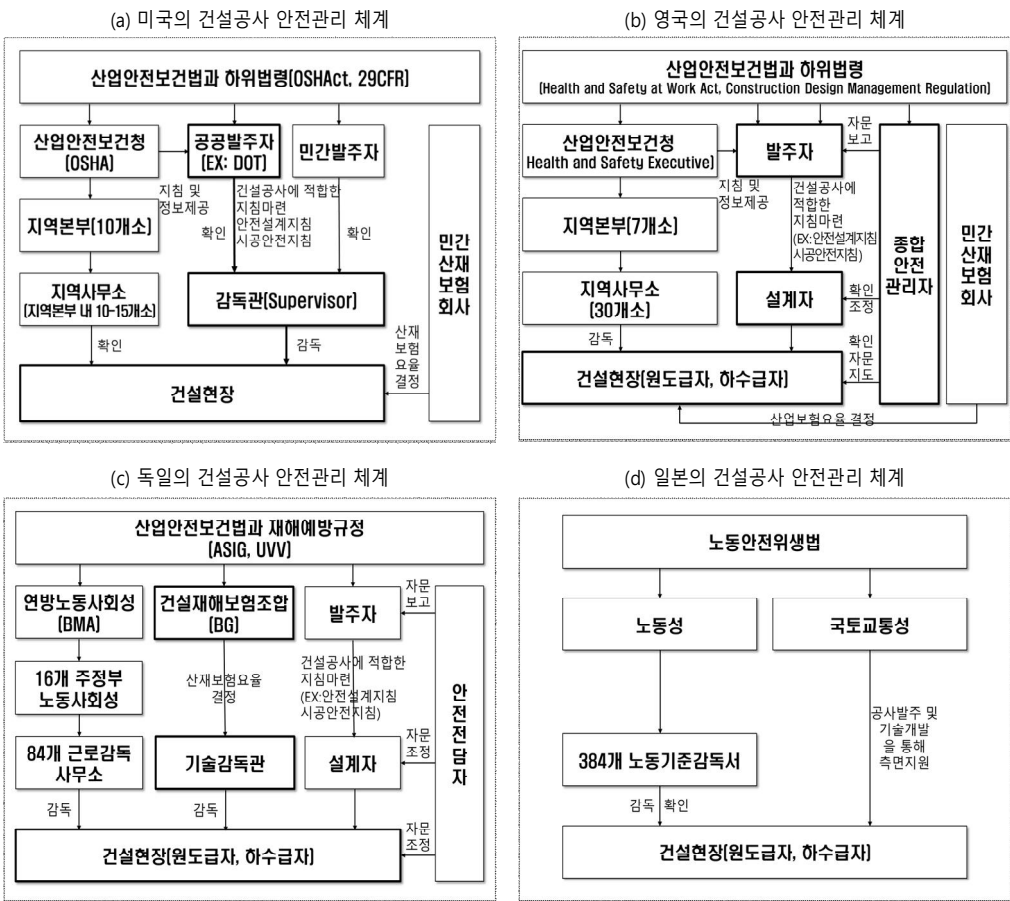 (a) 미국의 건설공사 안전관리 체계
산업안전보건법과 하위법령(OSHAct, 29CFR)
산업안전보건청
(OSHA)
공공발주자
(EX: DOT)
민간발주자
지침 및
정보제공
건설공사에 적합한
지침마련
안전설계지침
시공안전지침
확인
확인
지역본부(10개소)
지역사무소
(지역본부 내 10-15개소)
감독관(Supervisor)
확인
감독
산재
보험
요율
결정
민간
산재
보험
회사
건설현장
(b) 영국의 건설공사 안전관리 체계
산업안전보건법과 하위법령
(Health and Safety at Work Act, Construction Design Management Regulation)
산업안전보건청
Health and Safety Executive)
발주자
자문
보고
지침 및
정보제공
건설공사에
적합한
지침마련
(EX:안전설계지침
시공안전지침)
지역본부(7개소)
지역사무소
(30개소)
설계자
확인
조정
감독
확인
자문
지도
종합
안전
관리자
민간
산재
보험
회사
건설현장(원도급자, 하수급자)
산업보험요율 결정
(c) 독일의 건설공사 안전관리 체계
산업안전보건법과 재해예방규정
(ASIG, UVV)
연방노동사회성
(BMA)
건설재해보험조합
(BG)
발주자
자문
보고
16개 주정부
노동사회성
산재보험요율
결정
건설공사에 적합한
지침마련
(EX:안전설계지침
시공안전지침)
84개 근로감독
사무소
기술감독관
설계자
자문
조정
감독
감독
자문
조정
안
전
전
담
자
건설현장(원도급자, 하수급자)
(d) 일본의 건설공사 안전관리 체계
노동안전위생법
노동성
국토교통성
공사발주 및
기술개발
을 통해
측면지원
384개 노동기준감독서
감독
확인
건설현장(원도급자, 하수급자)